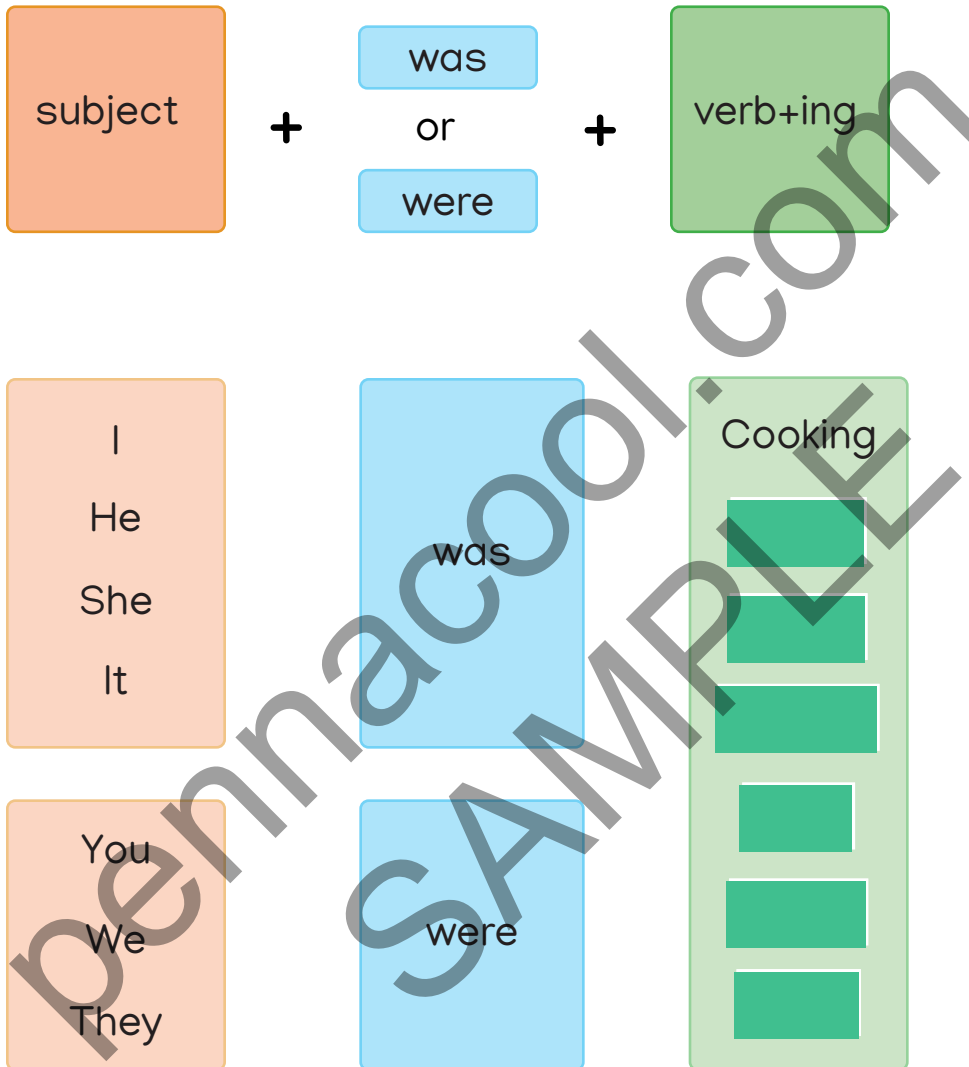 subject + was or were + verb+ing
I
He
She
It
was
Cooking
You
We
They
were
pennacool.com
SAMPLE